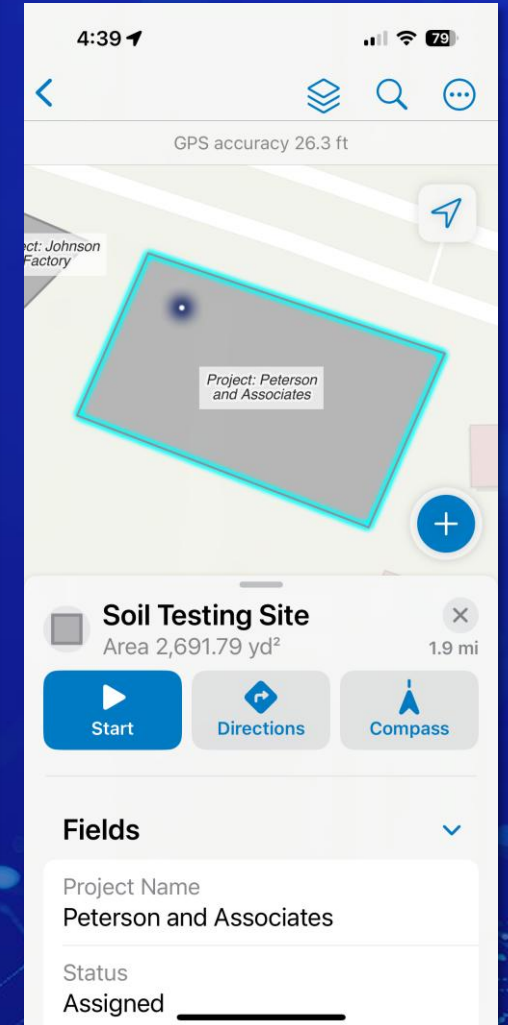 4:39
79
GPS accuracy 26.3 ft
ect: Johnson
Factory
Project: Peterson
and Associates
Soil Testing Site
Area 2,691.79 yd²
1.9 mi
Start
Directions
Compass
Fields
Project Name
Peterson and Associates
Status
Assigned